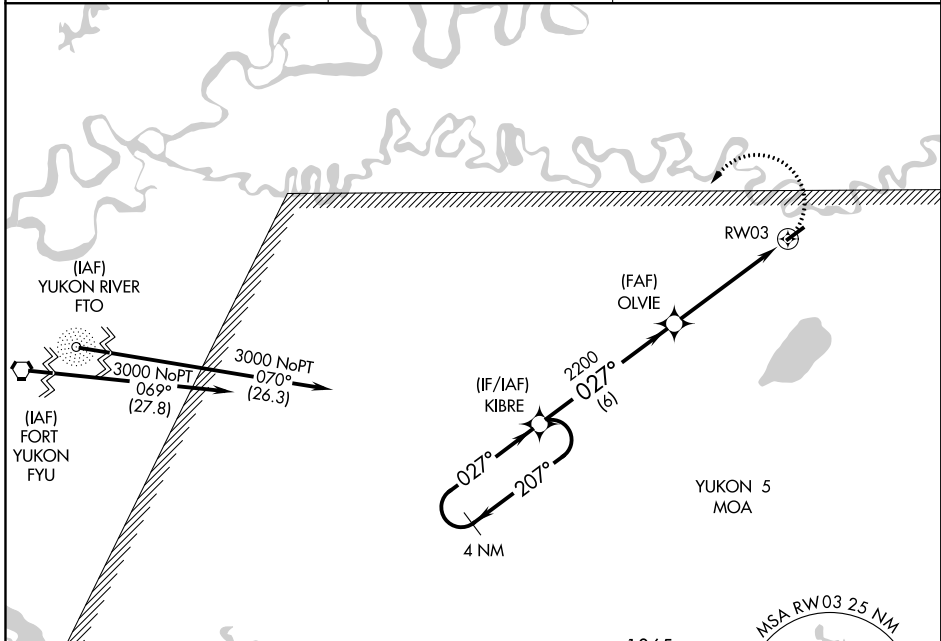 RW03
(FAF)
OLVIE
(IAF)
YUKON RIVER
FTO
3000 NoPT
070°
(26.3)
3000 NoPT
069°
(27.8)
2200
027°
(6)
(IF/IAF)
KIBRE
(IAF)
FORT
YUKON
FYU
027°
207°
4 NM
YUKON 5
MOA
MSA RW03 25 NM